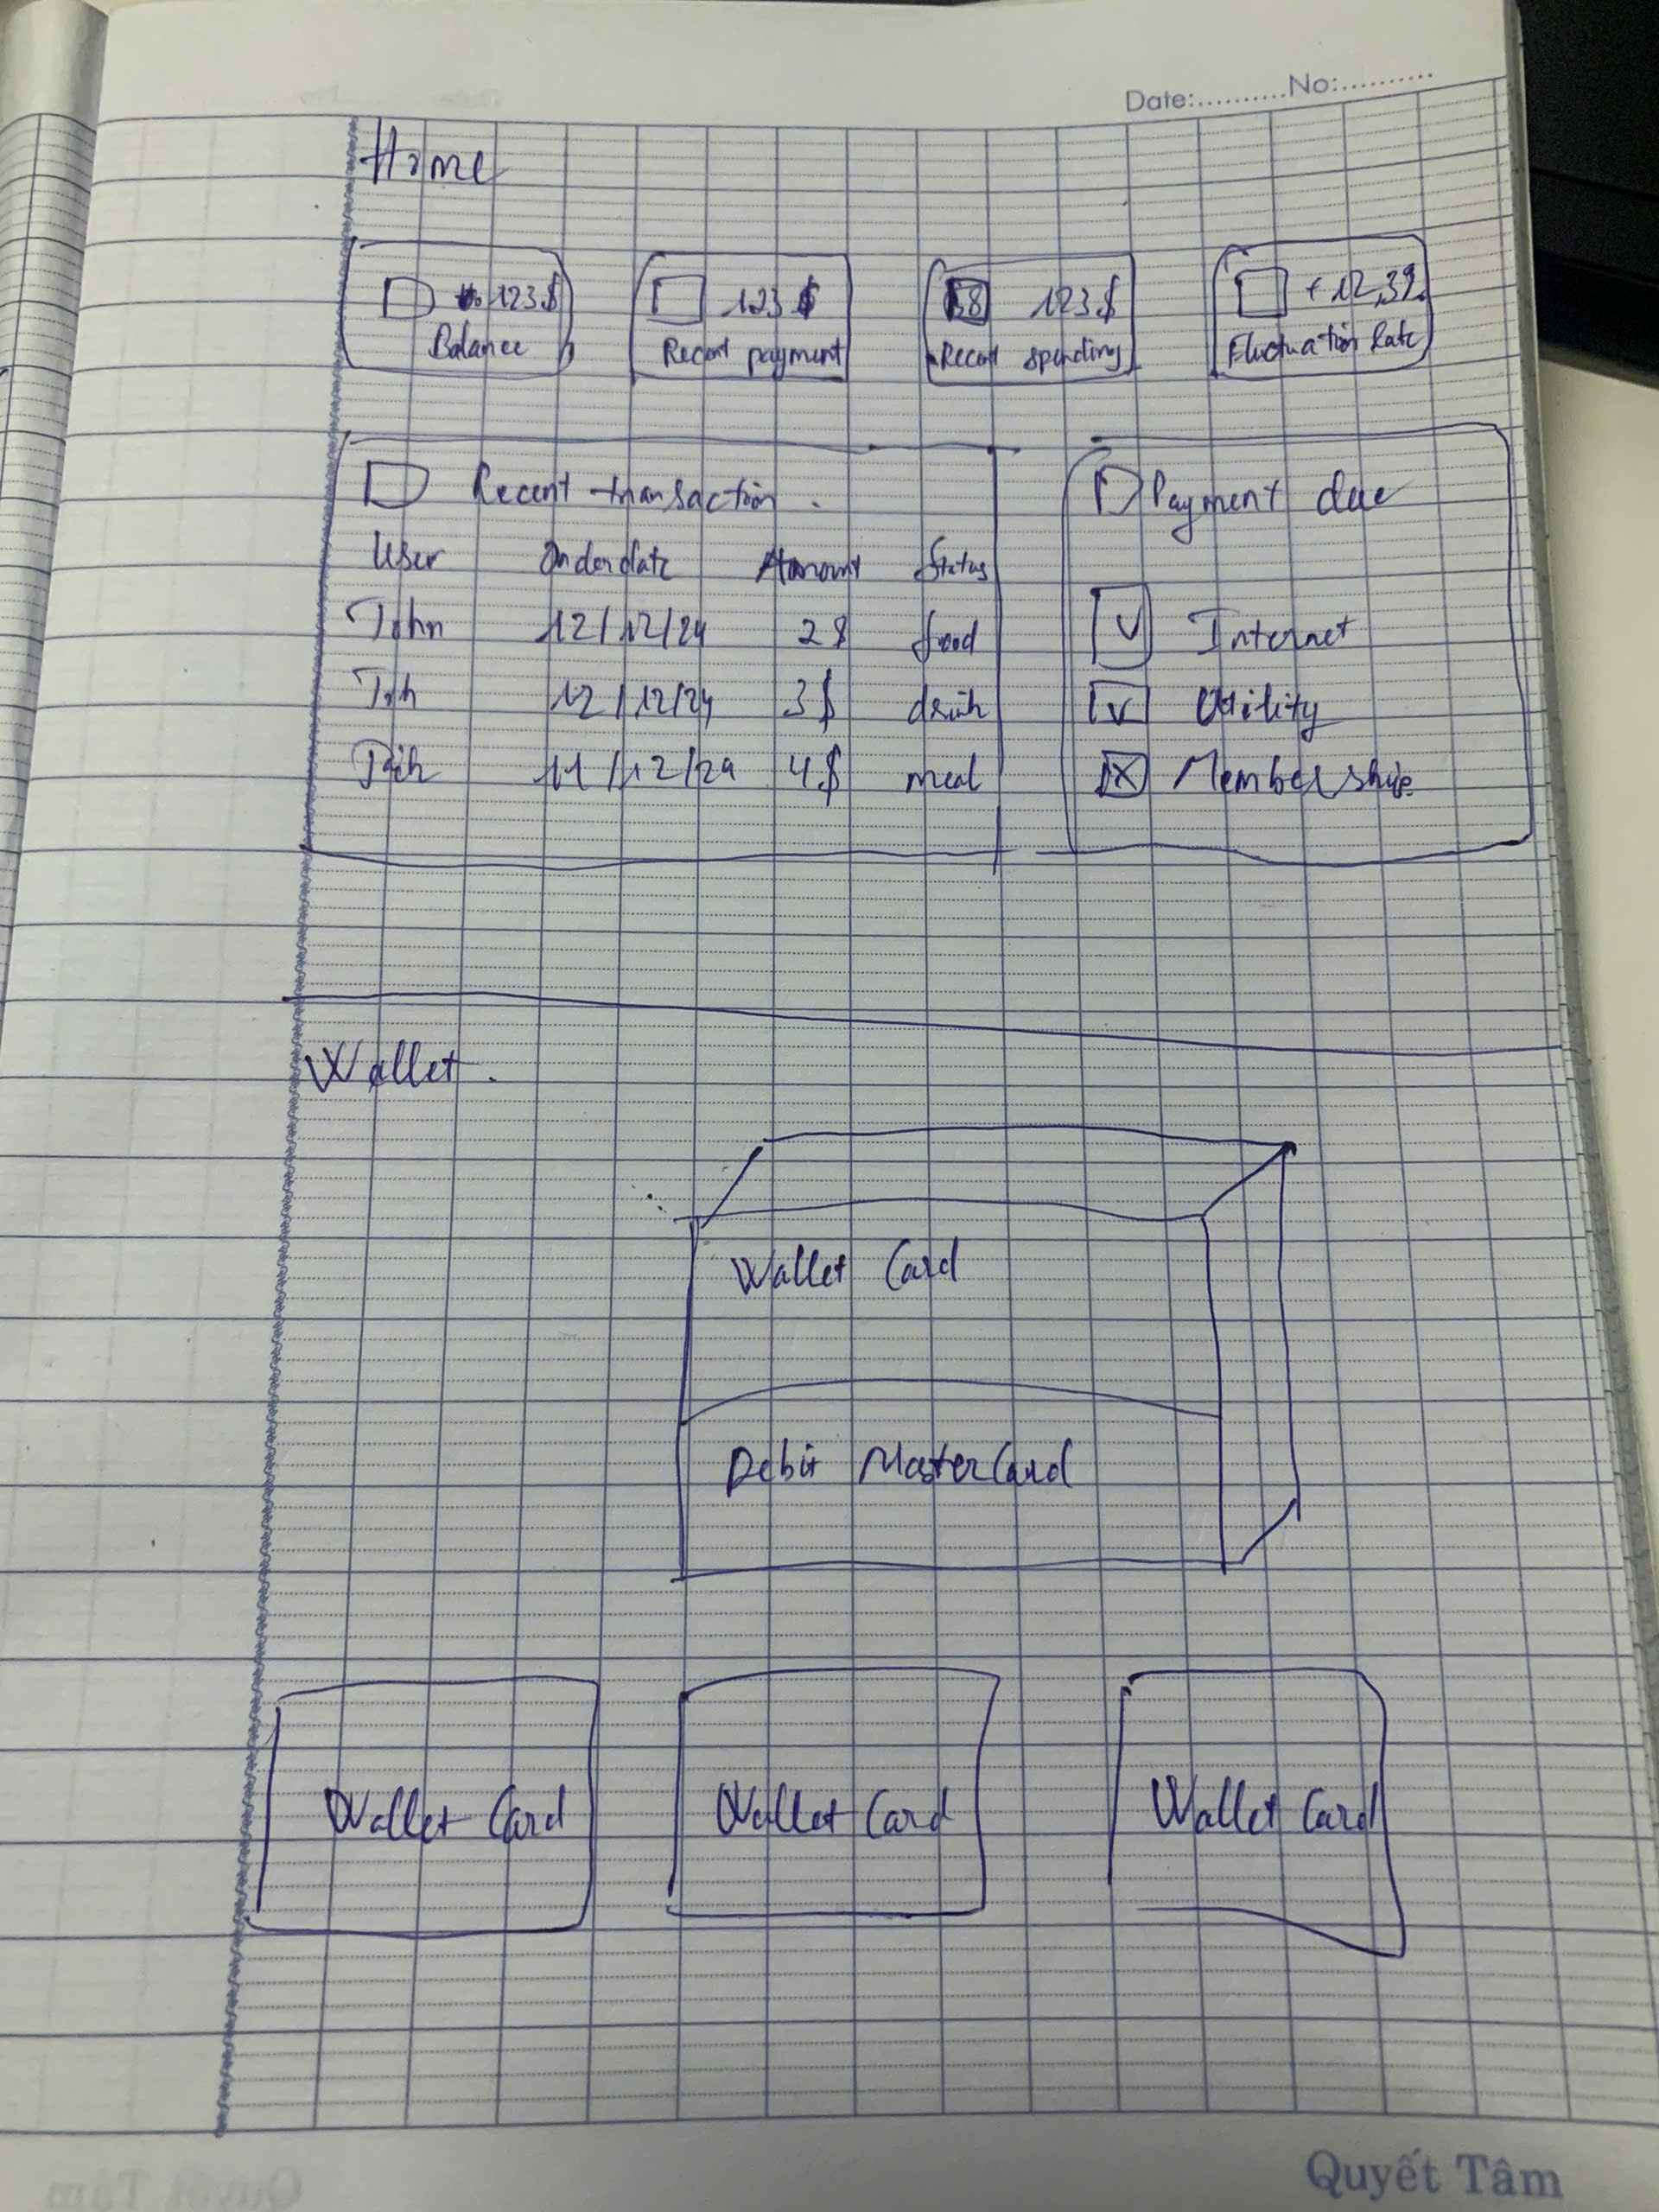 Date:..........No:..........
Home
123$ 123$ 123$ +12,39
Balance Recent payment Recent spending Fluctuation Rate
Recent transaction. Payment due
User Order date Amount Status
John 12/12/24 2$ food Internet
12/12/24 3$ drink Utility
11/12/24 4$ meal Membership
Wallet.
Wallet Card
Debit MasterCard
Wallet Card Wallet Card Wallet Card
Quyết Tâm